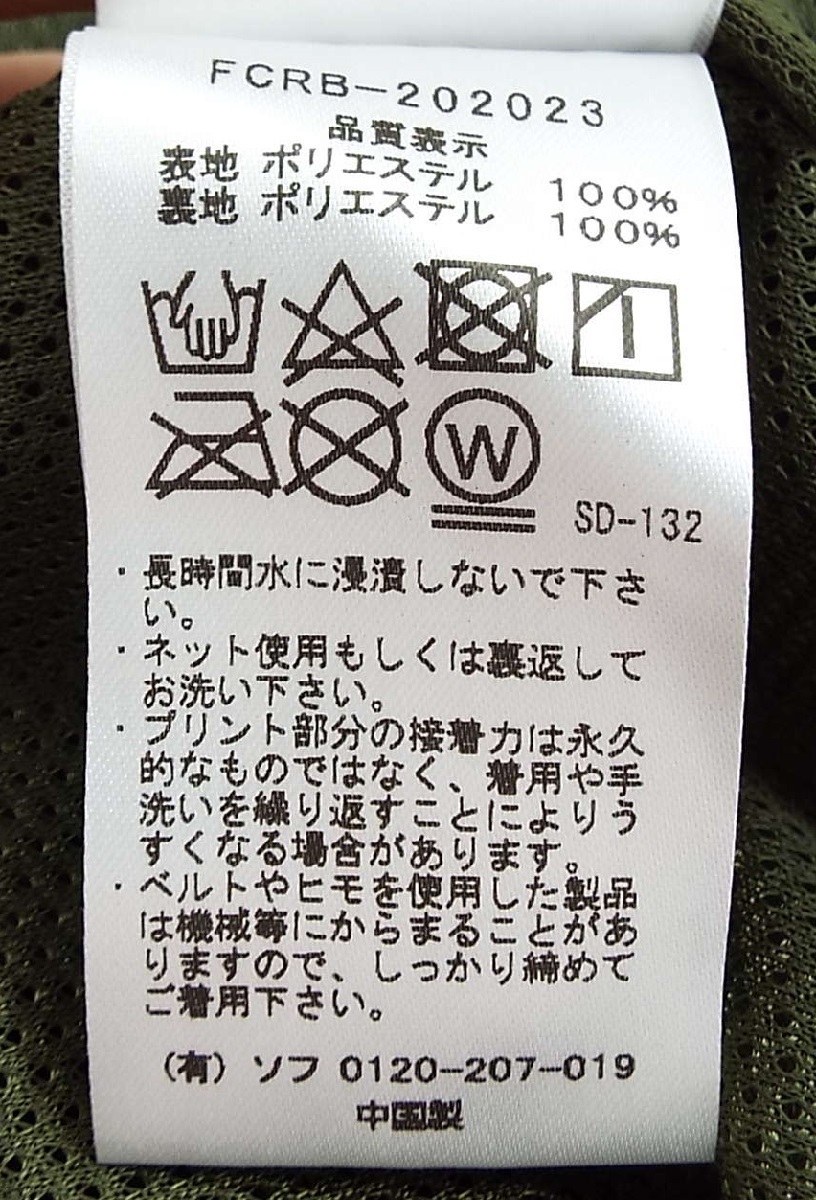 FCRB-202023
品質表示
表地 ポリエステル 100%
裏地 ポリエステル 100%
W
SD-132
・長時間水に浸漬しないで下さ
い。
・ネット使用もしくは裏返して
お洗い下さい。
・プリント部分の接着力は永久
的なものではなく、着用や手
洗いを繰り返すことによりう
すくなる場合があります。
・ベルトやヒモを使用した製品
は機械等にからまることがあ
りますので、しっかり締めて
ご着用下さい。
(有) ソフ 0120-207-019
中国製